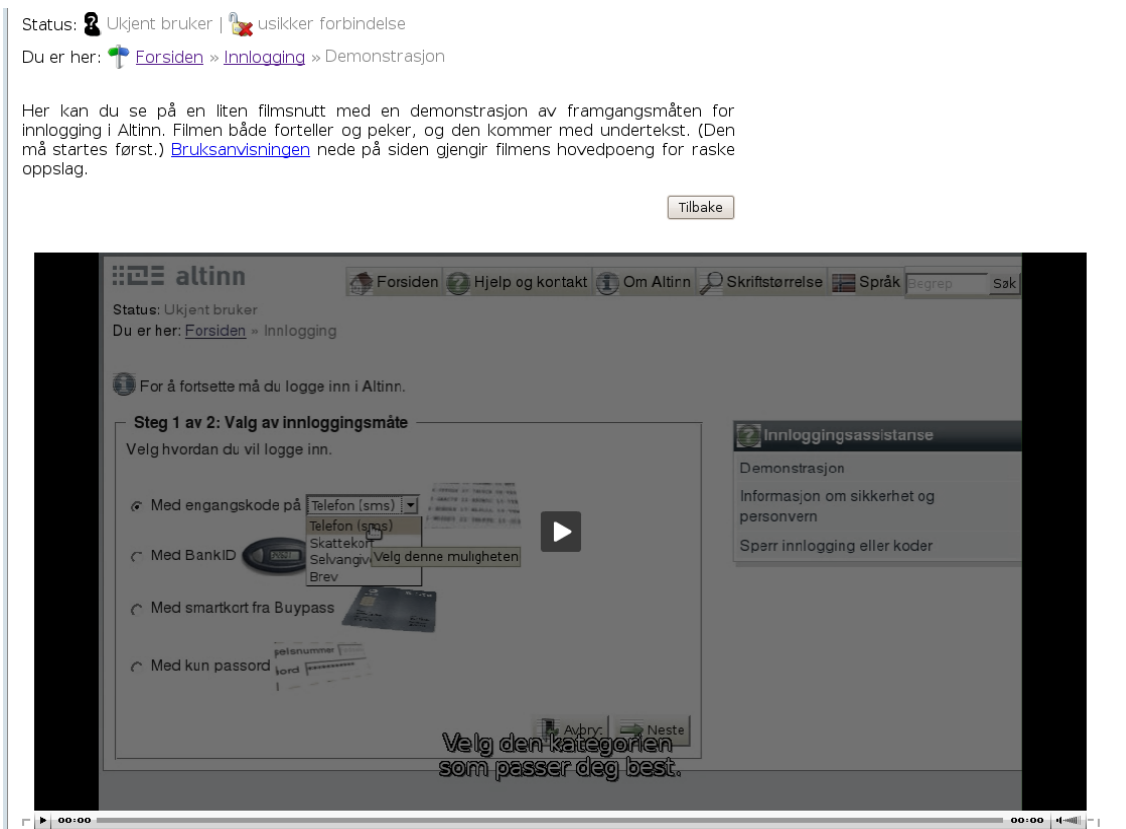 Status: Ukjent bruker | usikker forbindelse
Du er her: Forsiden » Innlogging » Demonstrasjon
Her kan du se på en liten filmsnutt med en demonstrasjon av framgangsmåten for
innlogging i Altinn. Filmen både forteller og peker, og den kommer med undertekst. (Den
må startes først.) Bruksanvisningen nede på siden gjengir filmens hovedpoeng for raske
oppslag.
Tilbake
altinn
Forsiden Hjelp og kontakt Om Altinn Skriftstørrelse Språk Begrep Søk
Status: Ukjent bruker
Du er her: Forsiden » Innlogging
For å fortsette må du logge inn i Altinn.
Steg 1 av 2: Valg av innloggingsmåte
Velg hvordan du vil logge inn.
Med engangskode på Telefon (sms)
Telefon (sms)
Skattekort
Selvangiv
Brev
Velg denne muligheten
Med BankID
Med smartkort fra Buypass
Med kun passord
Avbryt Neste
Innloggingsassistanse
Demonstrasjon
Informasjon om sikkerhet og
personvern
Sperr innlogging eller koder
Velg den kategorien
som passer deg best.
00:00 00:00